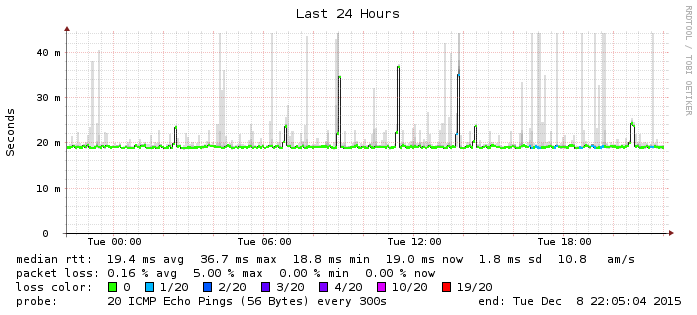 Last 24 Hours
RRDTOOL / TOBI OETIKER
Seconds
40 m
30 m
20 m
10 m
0
Tue 00:00 Tue 06:00 Tue 12:00 Tue 18:00
median rtt: 19.4 ms avg 36.7 ms max 18.8 ms min 19.0 ms now 1.8 ms sd 10.8 am/s
packet loss: 0.16 % avg 5.00 % max 0.00 % min 0.00 % now
loss color: 0 1/20 2/20 3/20 4/20 10/20 19/20
probe: 20 ICMP Echo Pings (56 Bytes) every 300s end: Tue Dec 8 22:05:04 2015